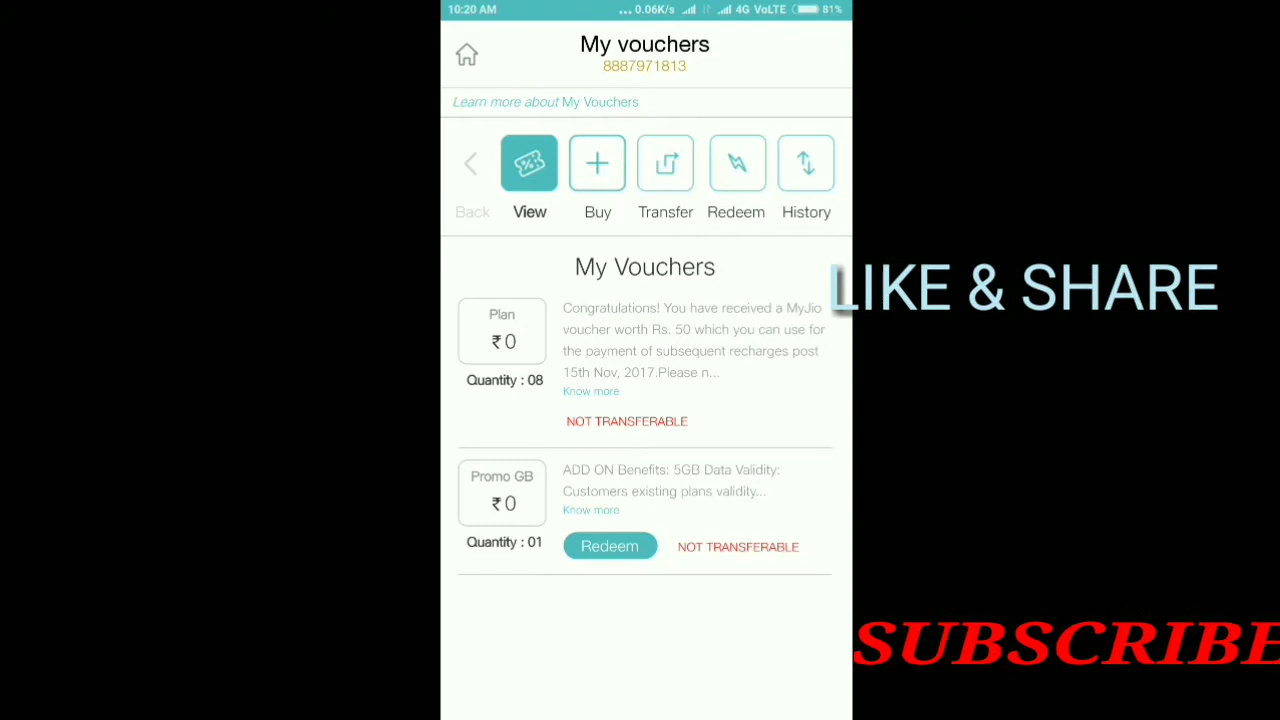 10:20 AM ...0.06K/s 4G VoLTE 81%
My vouchers
8887971813
Learn more about My Vouchers
Back View Buy Transfer Redeem History
My Vouchers
Plan
₹0
Quantity : 08
Congratulations! You have received a MyJio
voucher worth Rs. 50 which you can use for
the payment of subsequent recharges post
15th Nov, 2017.Please n...
Know more
NOT TRANSFERABLE
Promo GB
₹0
Quantity : 01
ADD ON Benefits: 5GB Data Validity:
Customers existing plans validity...
Know more
Redeem NOT TRANSFERABLE
LIKE & SHARE
SUBSCRIBE